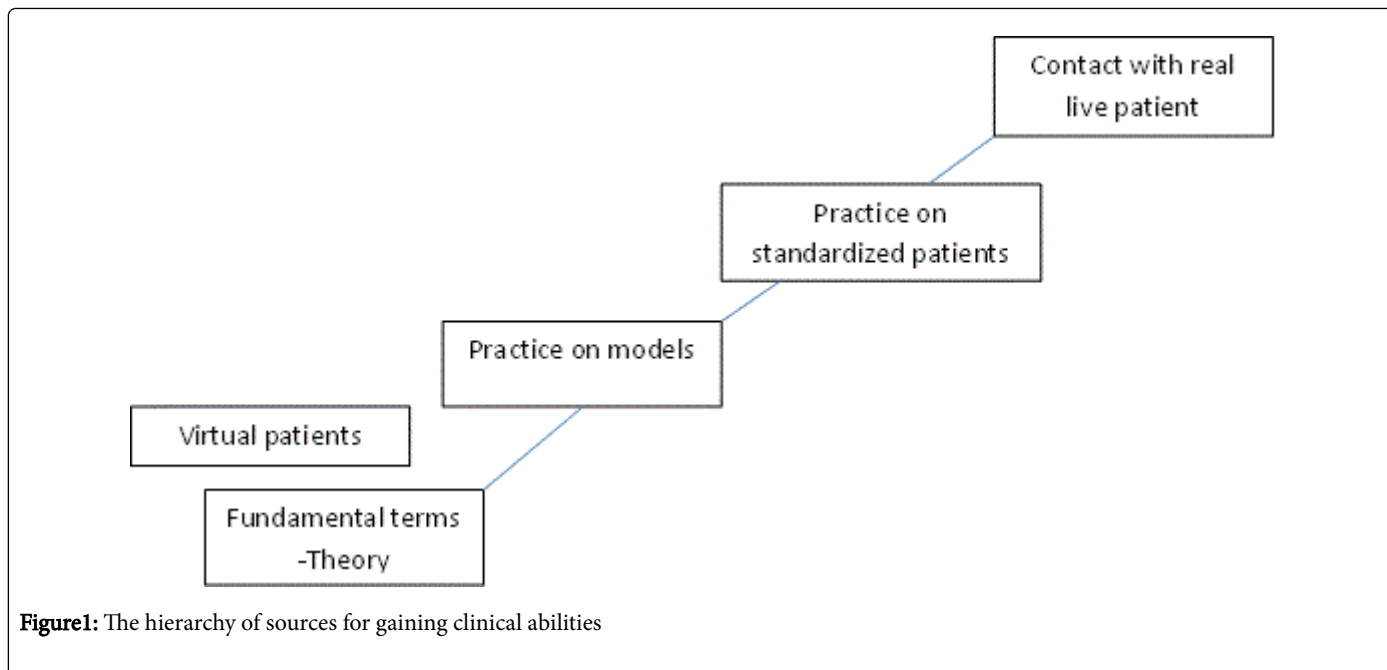 Contact with real
live patient
Practice on
standardized patients
Practice on models
Virtual patients
Fundamental terms
-Theory
Figure1: The hierarchy of sources for gaining clinical abilities